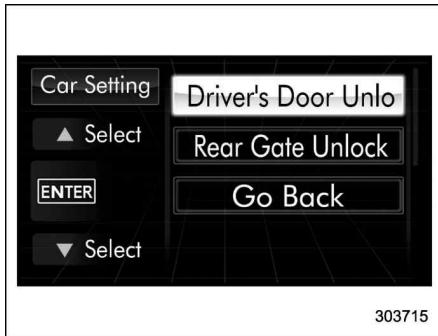 Car Setting
Driver's Door Unlo
▲ Select
Rear Gate Unlock
ENTER
Go Back
▼ Select
303715